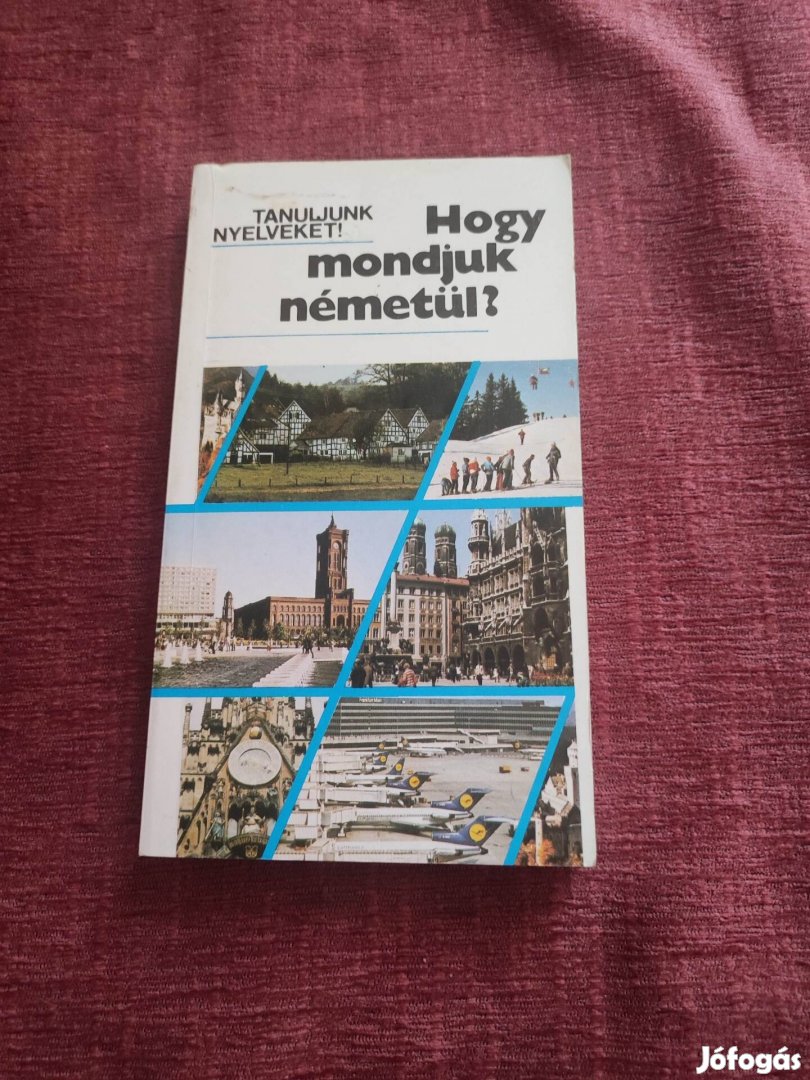 TANULJUNK
NYELVEKET!
Hogy
mondjuk
németül?
Jófogás